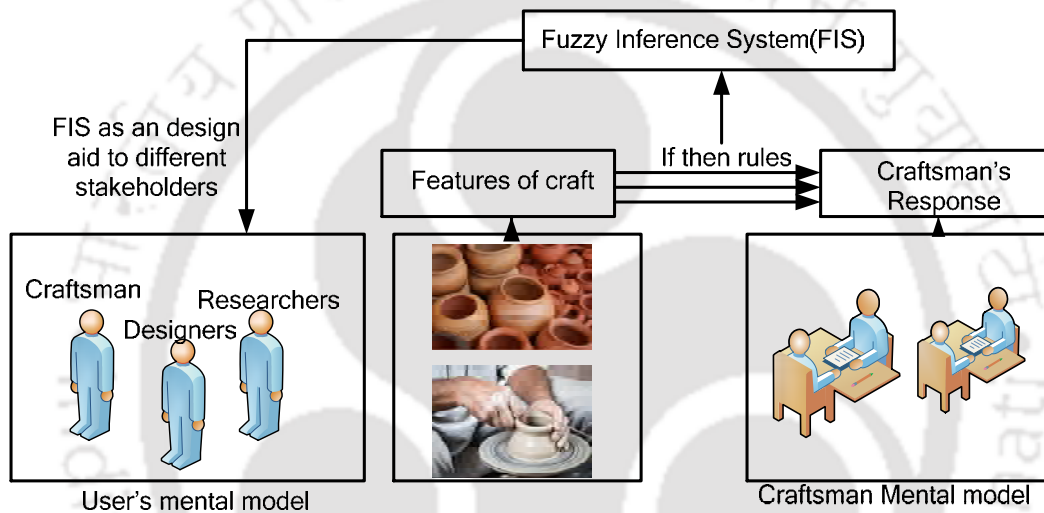 Fuzzy Inference System(FIS)
FIS as an design
aid to different
stakeholders
Features of craft
If then rules
Craftsman's
Response
Craftsman
Researchers
Designers
User's mental model
Craftsman Mental model